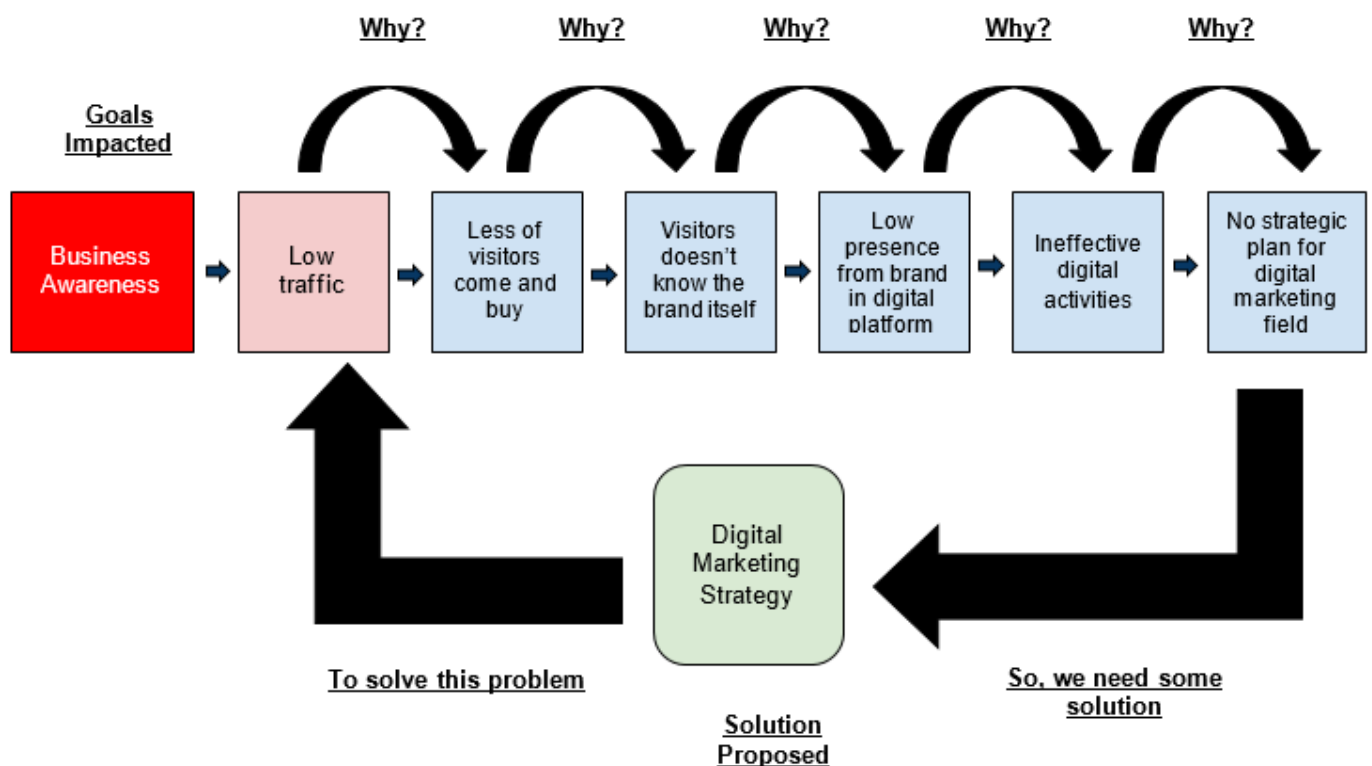 Why?
Why?
Why?
Why?
Why?
Goals
Impacted
Business
Awareness
Low
traffic
Less of
visitors
come and
buy
Visitors
doesn't
know the
brand itself
Low
presence
from brand
in digital
platform
Ineffective
digital
activities
No strategic
plan for
digital
marketing
field
Digital
Marketing
Strategy
To solve this problem
So, we need some
solution
Solution
Proposed